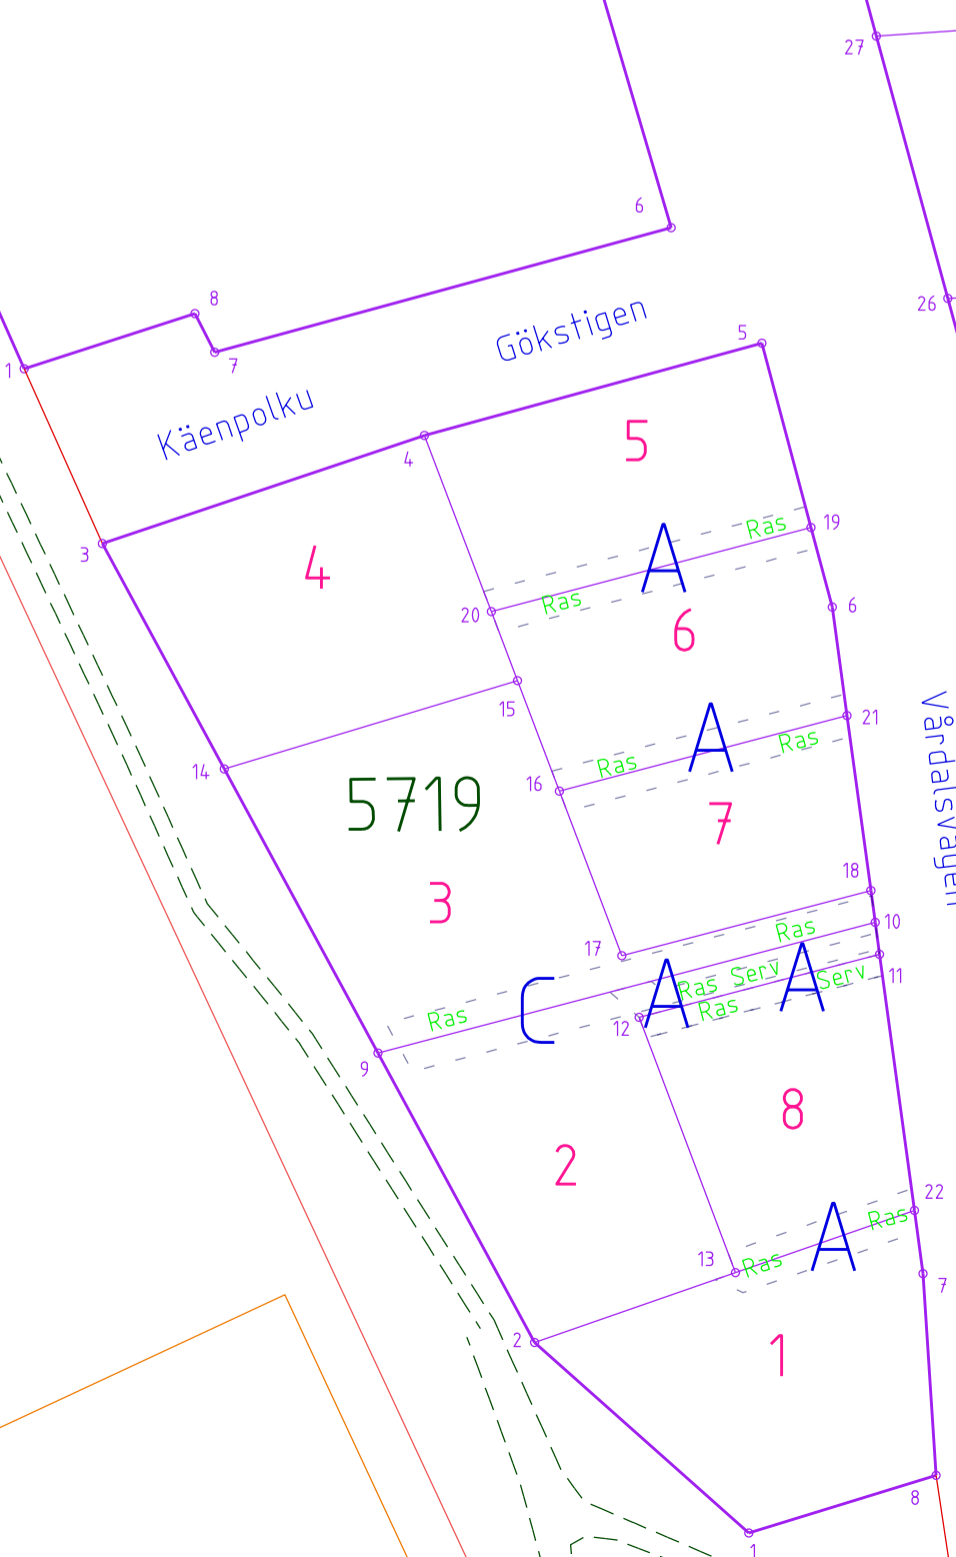 27
6
8
26
1
7
Gökstigen
5
Käenpolku
4
5
3
4
Ras
19
A
Ras
20
6
6
15
21
Ras
A
14
Ras
16
5719
7
Vårdalsvägen
18
3
17
Ras
10
Ras Serv
A
Serv
11
C
A
Ras
Ras
12
9
8
2
22
Ras
13
A
Ras
7
2
1
8
1